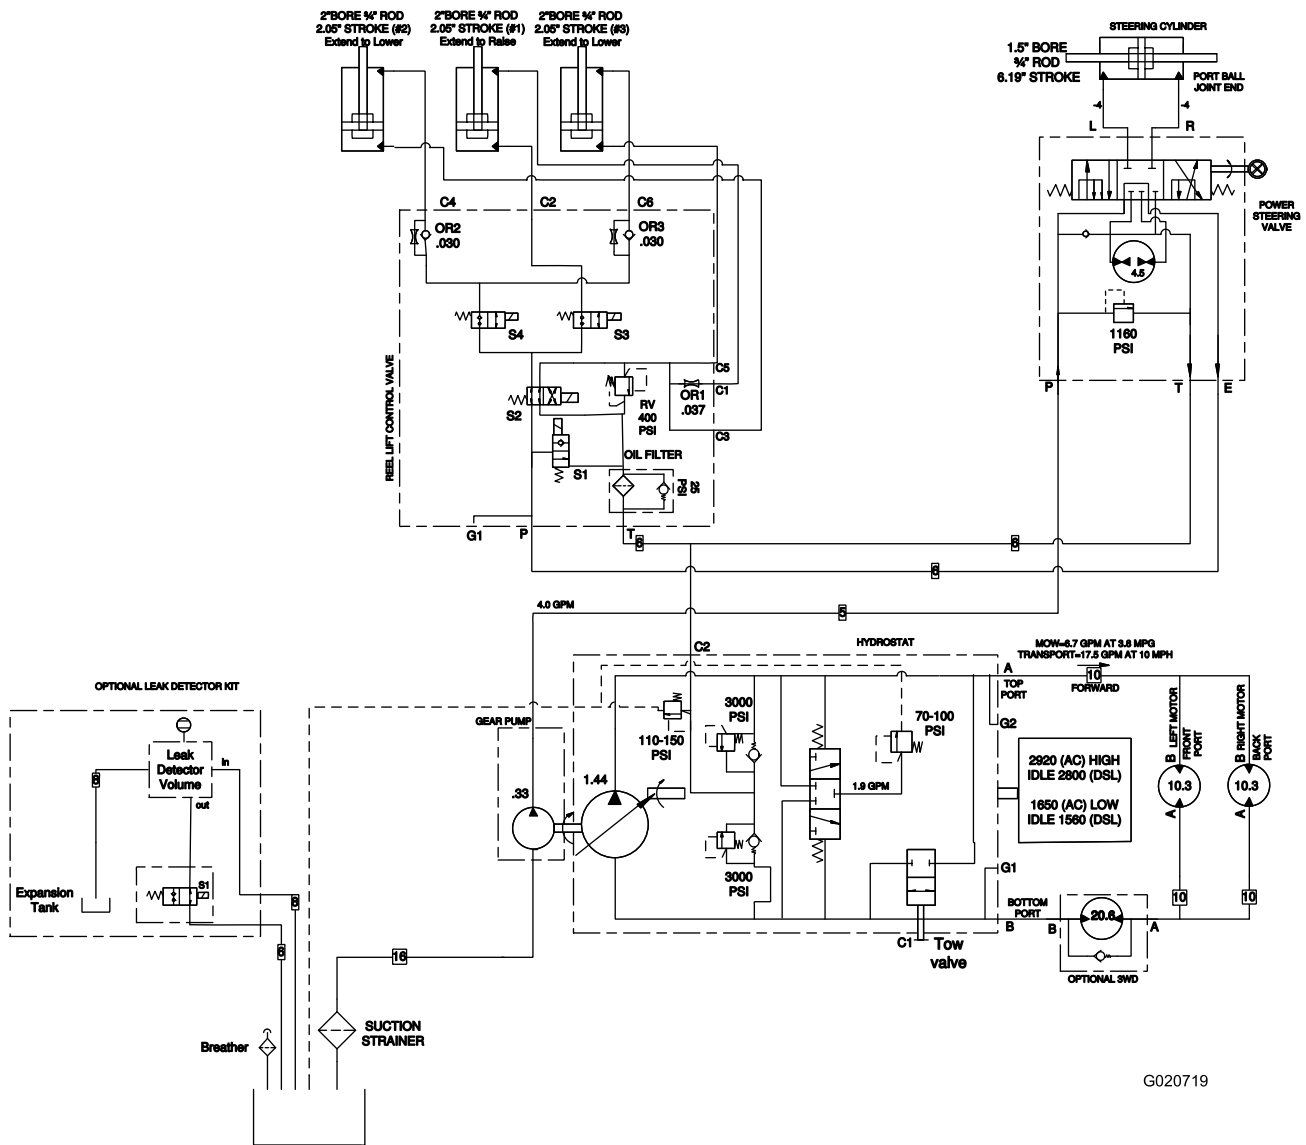 2"BORE ¾" ROD
2.05" STROKE (#2)
Extend to Lower
2"BORE ¾" ROD
2.05" STROKE (#1)
Extend to Raise
2"BORE ¾" ROD
2.05" STROKE (#3)
Extend to Lower
STEERING CYLINDER
1.5" BORE
¾" ROD
6.19" STROKE
PORT BALL
JOINT END
-4
-4
L
R
POWER
STEERING
VALVE
4.5
1160
PSI
P
T
E
C4
C2
C6
OR2
.030
OR3
.030
S4
S3
REEL LIFT CONTROL VALVE
S2
RV
400
PSI
C5
C1
OR1
.037
C3
S1
OIL FILTER
25
PSI
G1
P
T
6
6
6
4.0 GPM
5
C2
HYDROSTAT
MOW=6.7 GPM AT 3.8 MPG
TRANSPORT=17.5 GPM AT 10 MPH
A
10
TOP
PORT
FORWARD
G2
OPTIONAL LEAK DETECTOR KIT
GEAR PUMP
110-150
PSI
3000
PSI
70-100
PSI
Leak
Detector
Volume
in
out
6
1.44
.33
1.9 GPM
2920 (AC) HIGH
IDLE 2800 (DSL)
1650 (AC) LOW
IDLE 1560 (DSL)
B LEFT MOTOR
FRONT
PORT
B RIGHT MOTOR
BACK
PORT
10.3
10.3
A
A
3000
PSI
G1
S1
Expansion
Tank
6
6
10
10
BOTTOM
PORT
B
B
20.6
A
C1
Tow
valve
OPTIONAL 3WD
16
SUCTION
STRAINER
Breather
G020719